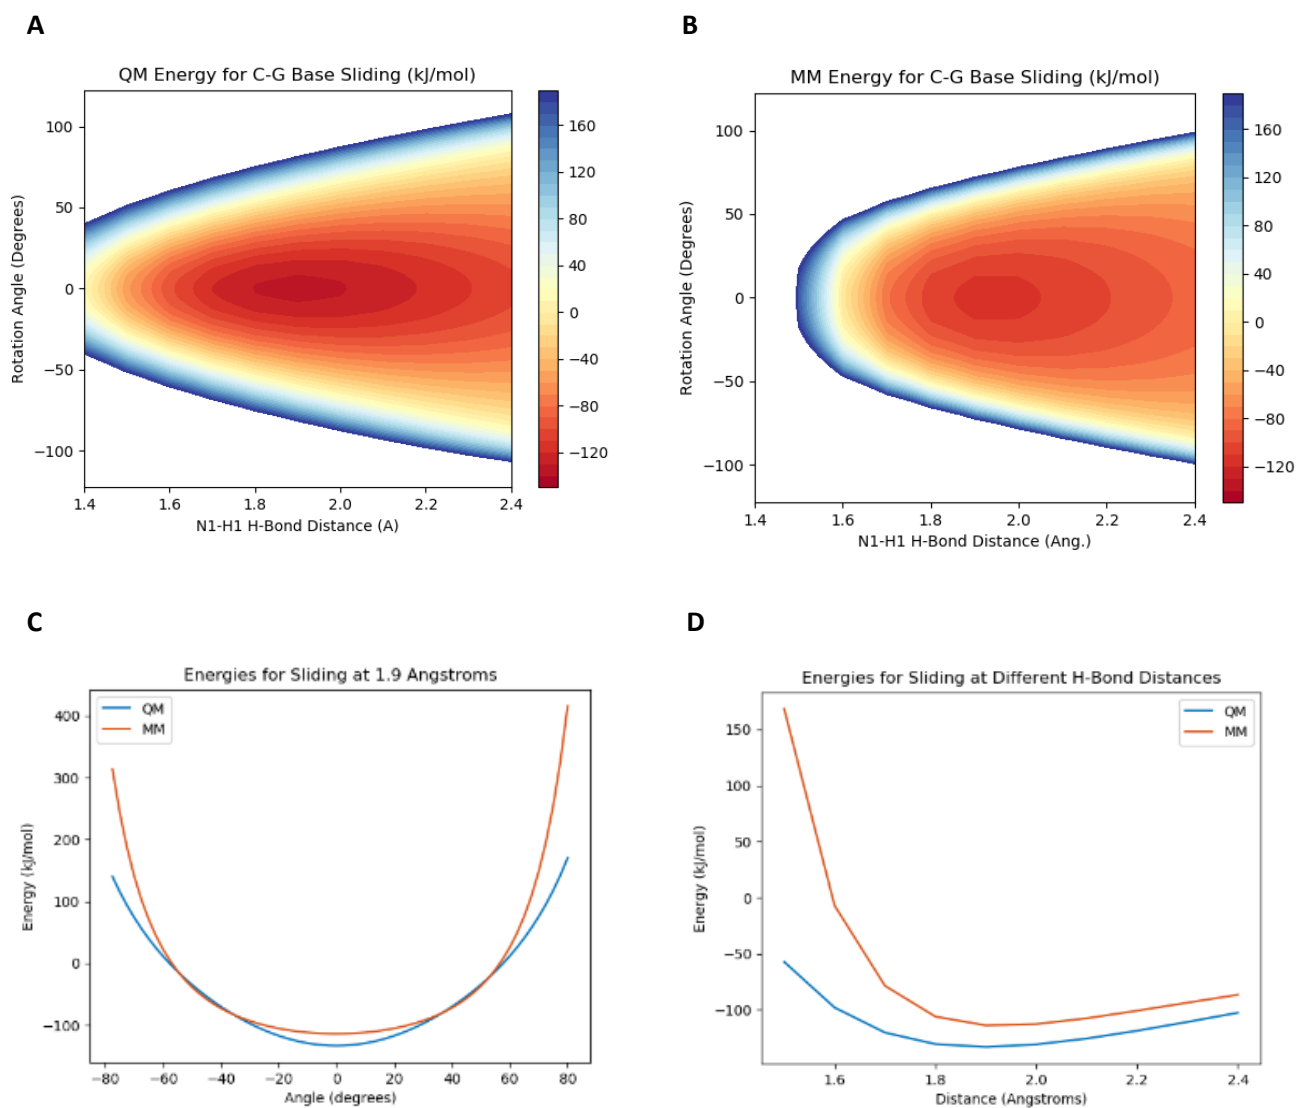 A
QM Energy for C-G Base Sliding (kJ/mol)
Rotation Angle (Degrees)
100
50
0
−50
−100
1.4 1.6 1.8 2.0 2.2 2.4
N1-H1 H-Bond Distance (A)
160
120
80
40
0
−40
−80
−120
B
MM Energy for C-G Base Sliding (kJ/mol)
Rotation Angle (Degrees)
100
50
0
−50
−100
1.4 1.6 1.8 2.0 2.2 2.4
N1-H1 H-Bond Distance (Ang.)
160
120
80
40
0
−40
−80
−120
C
Energies for Sliding at 1.9 Angstroms
QM
MM
Energy (kJ/mol)
400
300
200
100
0
−100
−80 −60 −40 −20 0 20 40 60 80
Angle (degrees)
D
Energies for Sliding at Different H-Bond Distances
QM
MM
Energy (kJ/mol)
150
100
50
0
−50
−100
1.6 1.8 2.0 2.2 2.4
Distance (Angstroms)